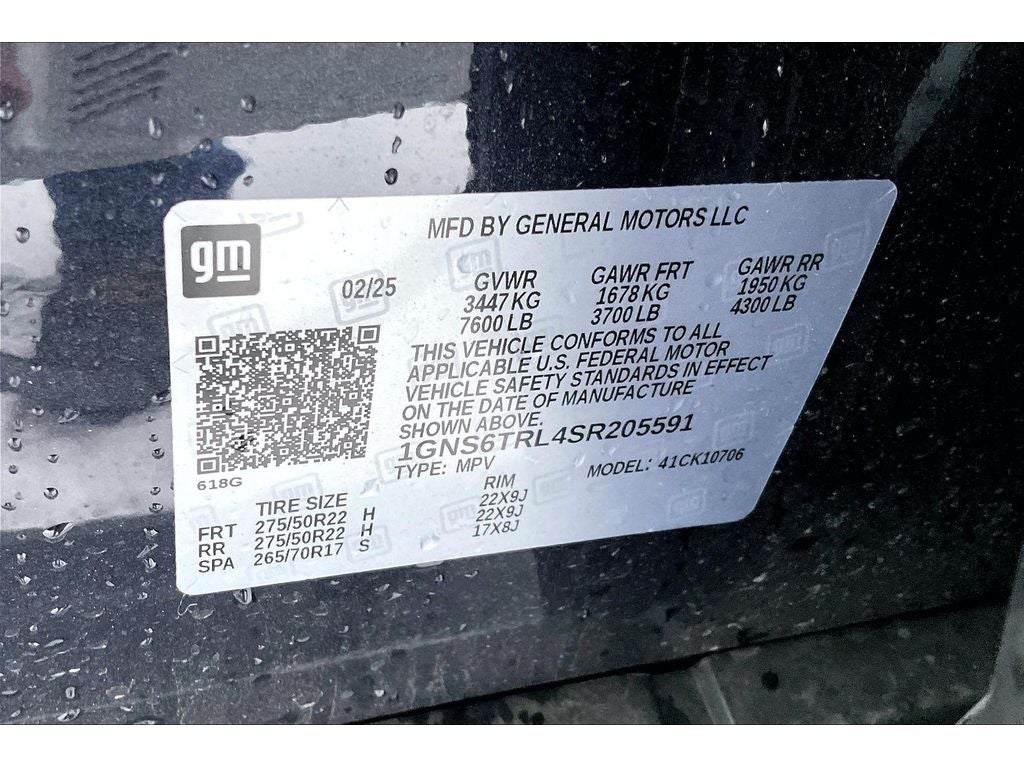 gm
MFD BY GENERAL MOTORS LLC
02/25
GVWR GAWR FRT GAWR RR
3447 KG 1678 KG 1950 KG
7600 LB 3700 LB 4300 LB
THIS VEHICLE CONFORMS TO ALL
APPLICABLE U.S. FEDERAL MOTOR
VEHICLE SAFETY STANDARDS IN EFFECT
ON THE DATE OF MANUFACTURE
SHOWN ABOVE.
1GNS6TRL4SR205591
TYPE: MPV MODEL: 41CK10706
618G
TIRE SIZE RIM
FRT 275/50R22 H 22X9J
RR 275/50R22 H 22X9J
SPA 265/70R17 S 17X8J